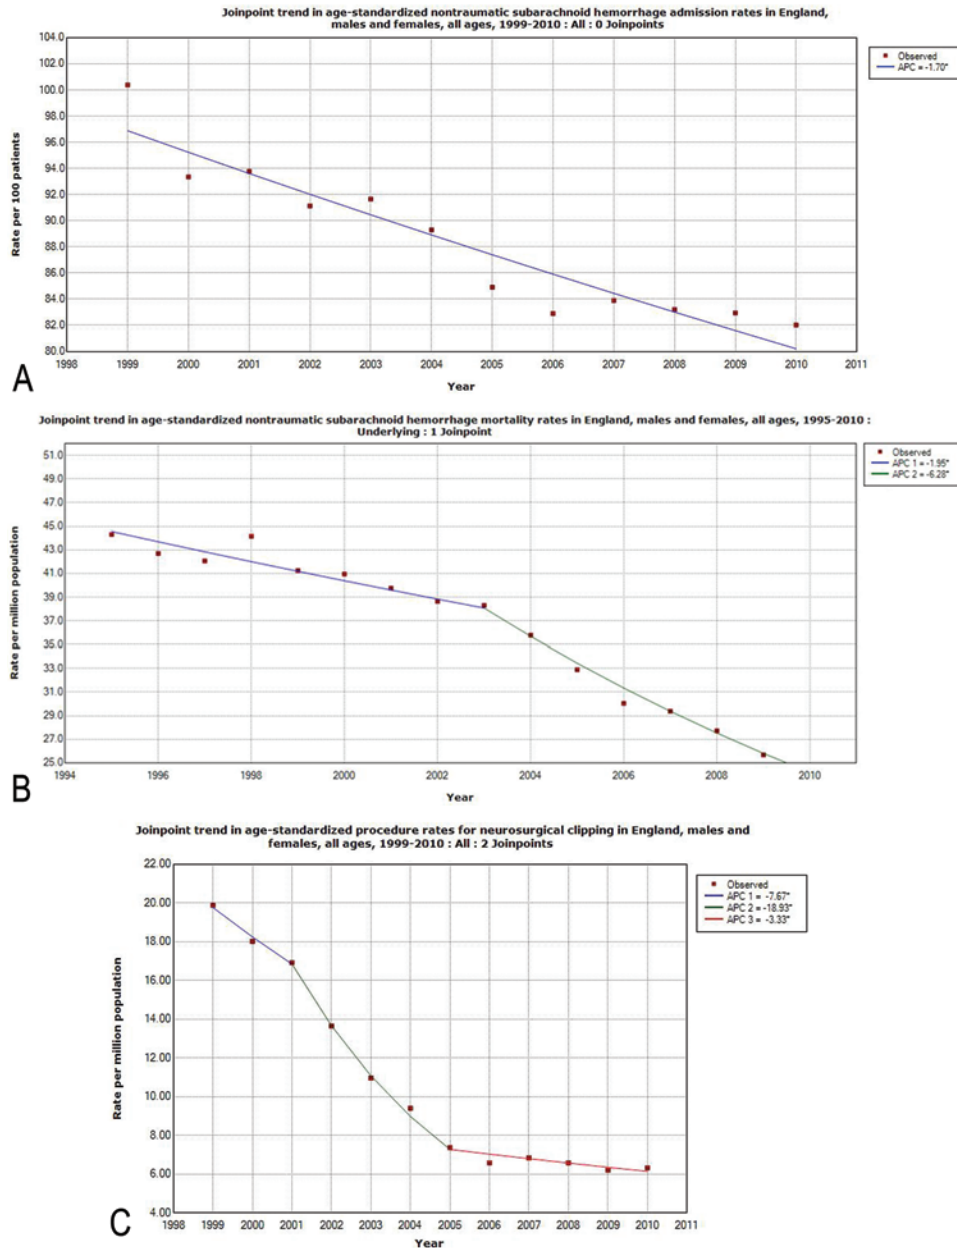 Joinpoint trend in age-standardized nontraumatic subarachnoid hemorrhage admission rates in England,
males and females, all ages, 1999-2010 : All : 0 Joinpoints
104.0
102.0
100.0
98.0
96.0
94.0
92.0
90.0
88.0
86.0
84.0
82.0
80.0
Rate per 100 patients
1998 1999 2000 2001 2002 2003 2004 2005 2006 2007 2008 2009 2010 2011
Year
Observed
APC = -1.70*
A
Joinpoint trend in age-standardized nontraumatic subarachnoid hemorrhage mortality rates in England, males and females, all ages, 1995-2010 :
Underlying : 1 Joinpoint
51.0
49.0
47.0
45.0
43.0
41.0
39.0
37.0
35.0
33.0
31.0
29.0
27.0
25.0
Rate per million population
1994 1996 1998 2000 2002 2004 2006 2008 2010
Year
Observed
APC 1 = -1.95*
APC 2 = -6.28*
B
Joinpoint trend in age-standardized procedure rates for neurosurgical clipping in England, males and
females, all ages, 1999-2010 : All : 2 Joinpoints
22.00
20.00
18.00
16.00
14.00
12.00
10.00
8.00
6.00
4.00
Rate per million population
1998 1999 2000 2001 2002 2003 2004 2005 2006 2007 2008 2009 2010 2011
Year
Observed
APC 1 = -7.67*
APC 2 = -18.93*
APC 3 = -3.33*
C